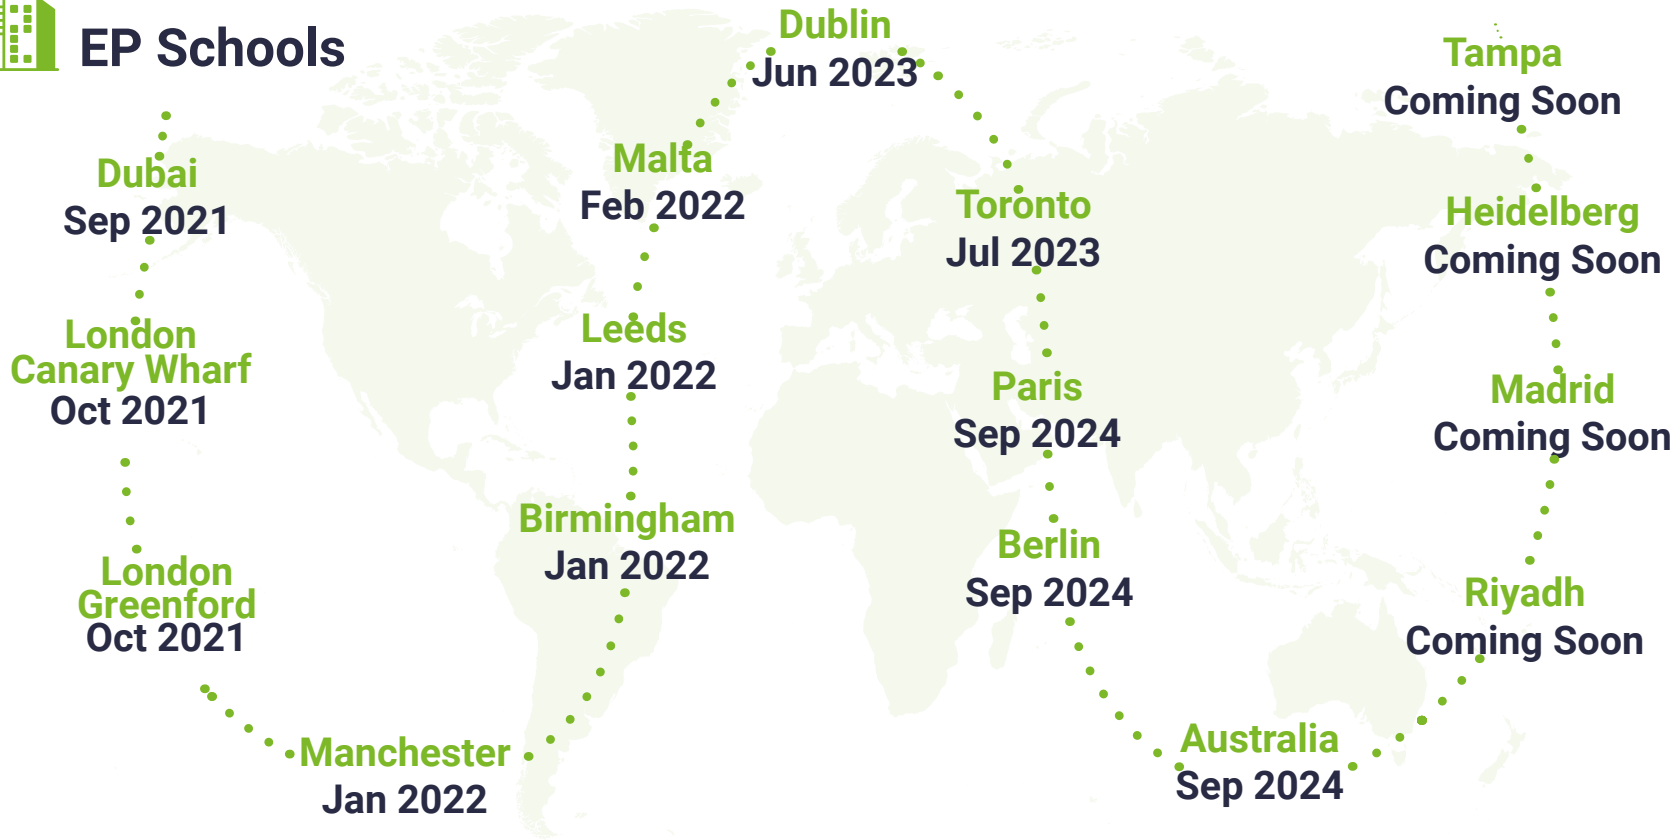 EP Schools
Dubai
Sep 2021
London
Canary Wharf
Oct 2021
London
Greenford
Oct 2021
Manchester
Jan 2022
Birmingham
Jan 2022
Leeds
Jan 2022
Malta
Feb 2022
Dublin
Jun 2023
Toronto
Jul 2023
Paris
Sep 2024
Berlin
Sep 2024
Australia
Sep 2024
Riyadh
Coming Soon
Madrid
Coming Soon
Heidelberg
Coming Soon
Tampa
Coming Soon